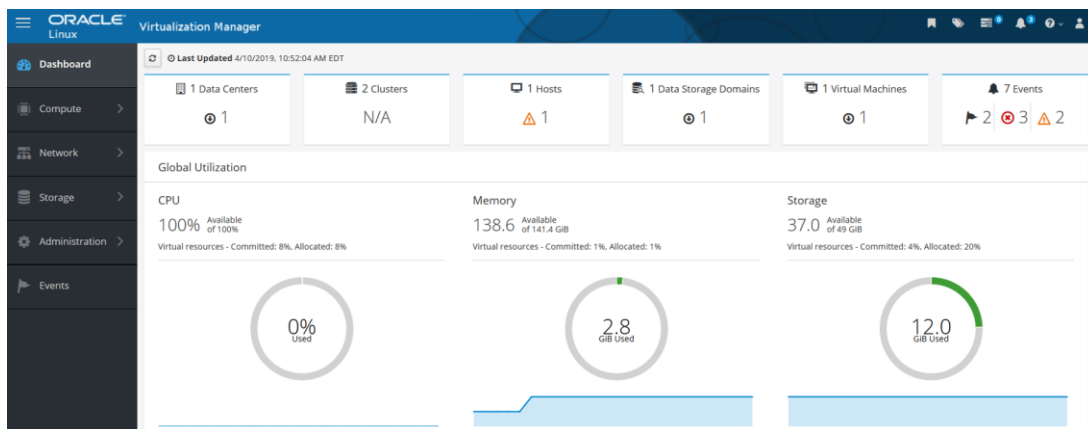 ORACLE
Linux
Virtualization Manager
0
3
Dashboard
Compute
Network
Storage
Administration
Events
Last Updated 4/10/2019, 10:52:04 AM EDT
1 Data Centers
1
2 Clusters
N/A
1 Hosts
1
1 Data Storage Domains
1
1 Virtual Machines
1
7 Events
2 3 2
Global Utilization
CPU
100% Available of 100%
Virtual resources - Committed: 8%, Allocated: 8%
0%
Used
Memory
138.6 Available of 141.4 GiB
Virtual resources - Committed: 1%, Allocated: 1%
2.8
GiB Used
Storage
37.0 Available of 49 GiB
Virtual resources - Committed: 4%, Allocated: 20%
12.0
GiB Used